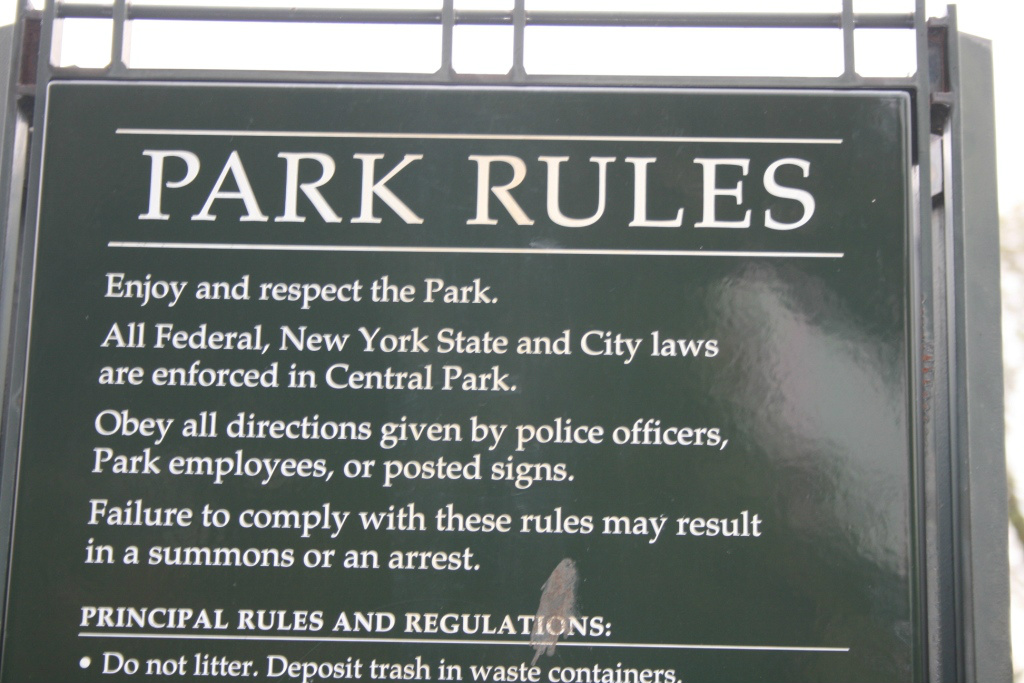 PARK RULES
Enjoy and respect the Park.
All Federal, New York State and City laws
are enforced in Central Park.
Obey all directions given by police officers,
Park employees, or posted signs.
Failure to comply with these rules may result
in a summons or an arrest.
PRINCIPAL RULES AND REGULATIONS:
• Do not litter. Deposit trash in waste containers.